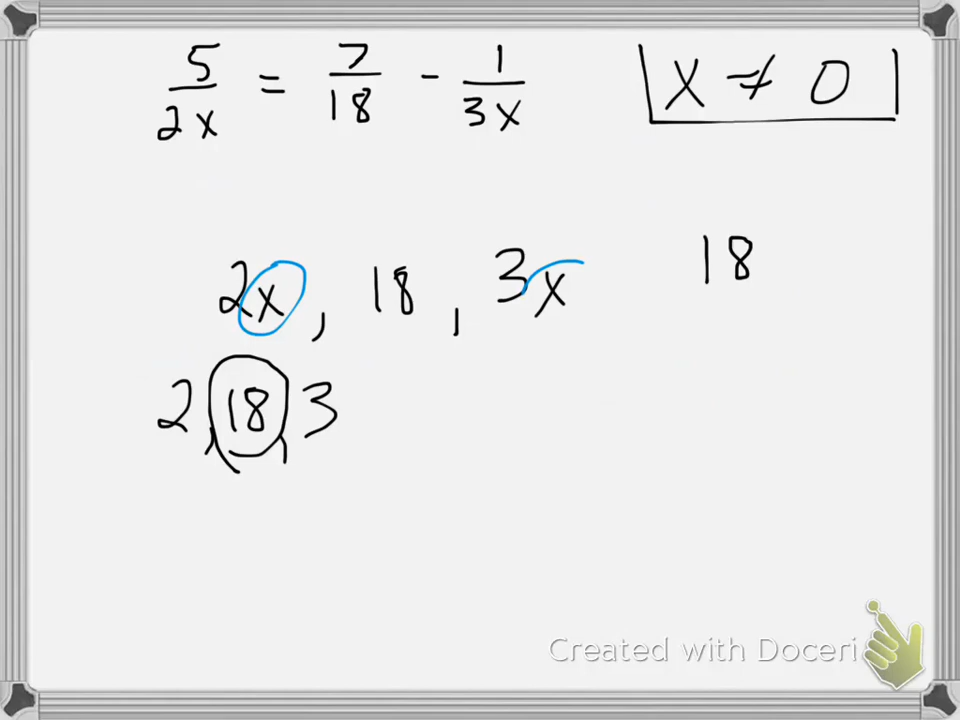 5/2x = 7/18 - 1/3x   x ≠ 0
2x, 18, 3x   18
2, 18, 3
Created with Doceri